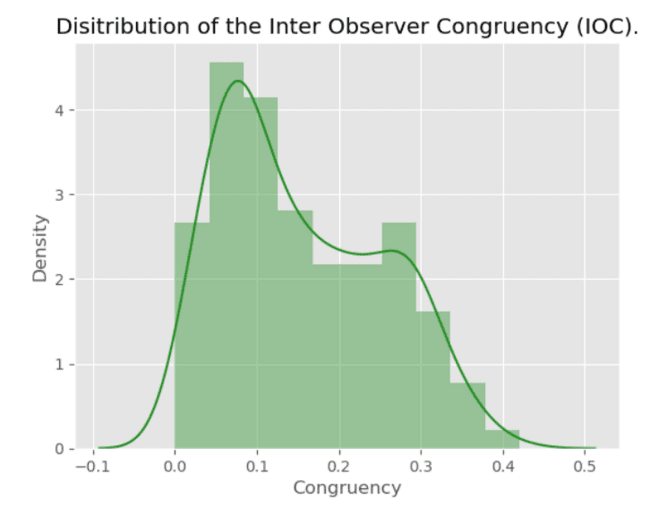 Disitribution of the Inter Observer Congruency (IOC).
4
3
2
1
0
Density
−0.1 0.0 0.1 0.2 0.3 0.4 0.5
Congruency